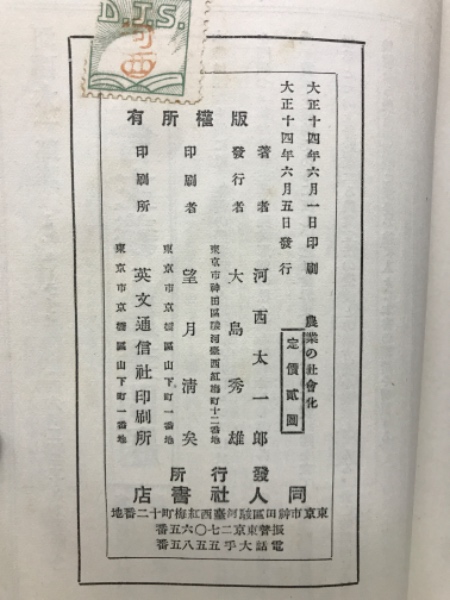 D.J.S.
河西
大正十四年六月一日印刷
大正十四年六月五日發行
農業の社會化
定價貳圓
版權所有
著者 河西太一郎
發行者 大島秀雄
東京市神田區駿河臺西紅梅町十二番地
印刷者 望月清矣
東京市京橋區山下町一番地
印刷所 英文通信社印刷所
東京市京橋區山下町一番地
發行所
同人社書店
東京市神田區駿河臺西紅梅町十二番地
振替東京二七〇六五番
電話大手五五八五番